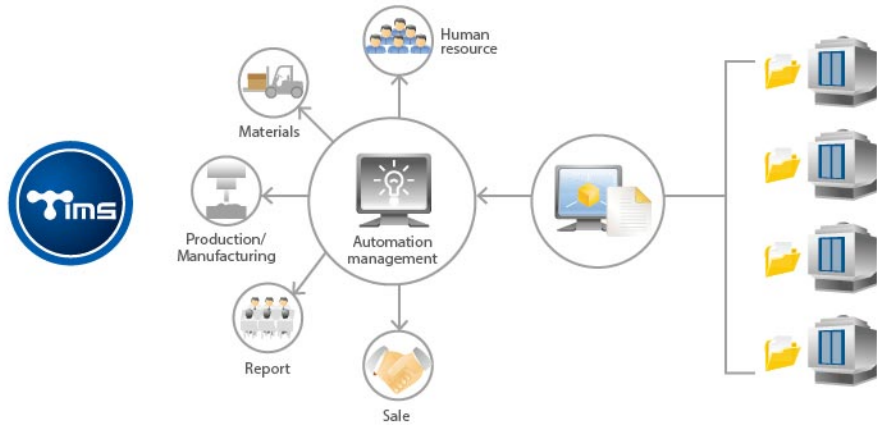 Human
resource
Materials
Tims
Production/
Manufacturing
Automation
management
Report
Sale